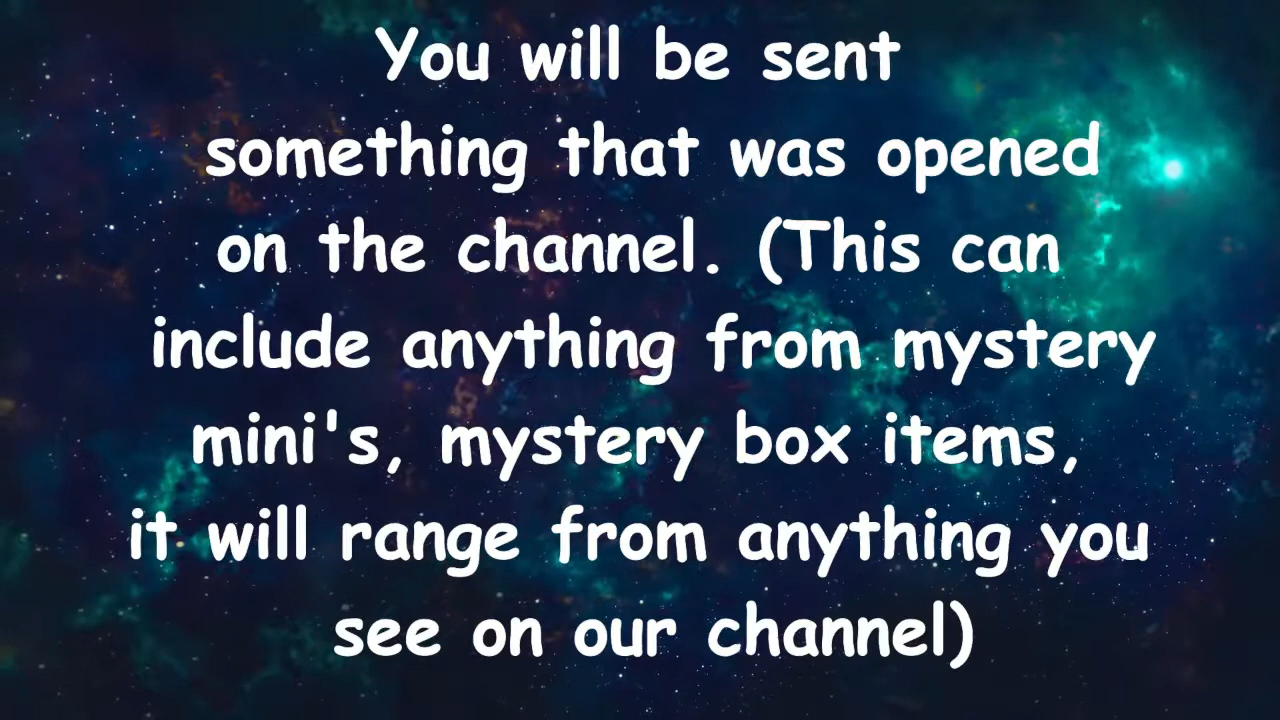 You will be sent
something that was opened
on the channel. (This can
include anything from mystery
mini's, mystery box items,
it will range from anything you
see on our channel)